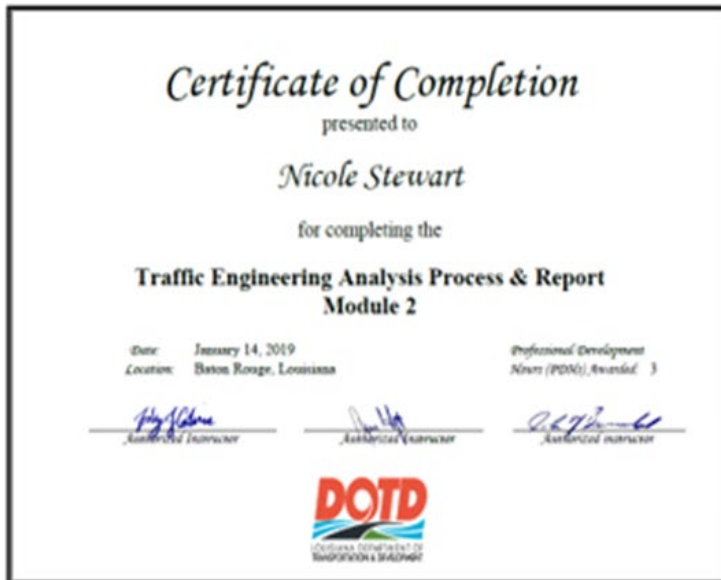 Certificate of Completion
presented to
Nicole Stewart
for completing the
Traffic Engineering Analysis Process & Report
Module 2
Date: January 14, 2019
Location: Baton Rouge, Louisiana
Professional Development
Hours (PDHs) Awarded: 3
Authorized Instructor Authorized Instructor Authorized Instructor
DOTD
LOUISIANA DEPARTMENT OF
TRANSPORTATION & DEVELOPMENT